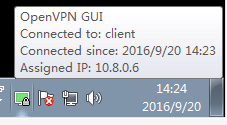 OpenVPN GUI
Connected to: client
Connected since: 2016/9/20 14:23
Assigned IP: 10.8.0.6
14:24
2016/9/20